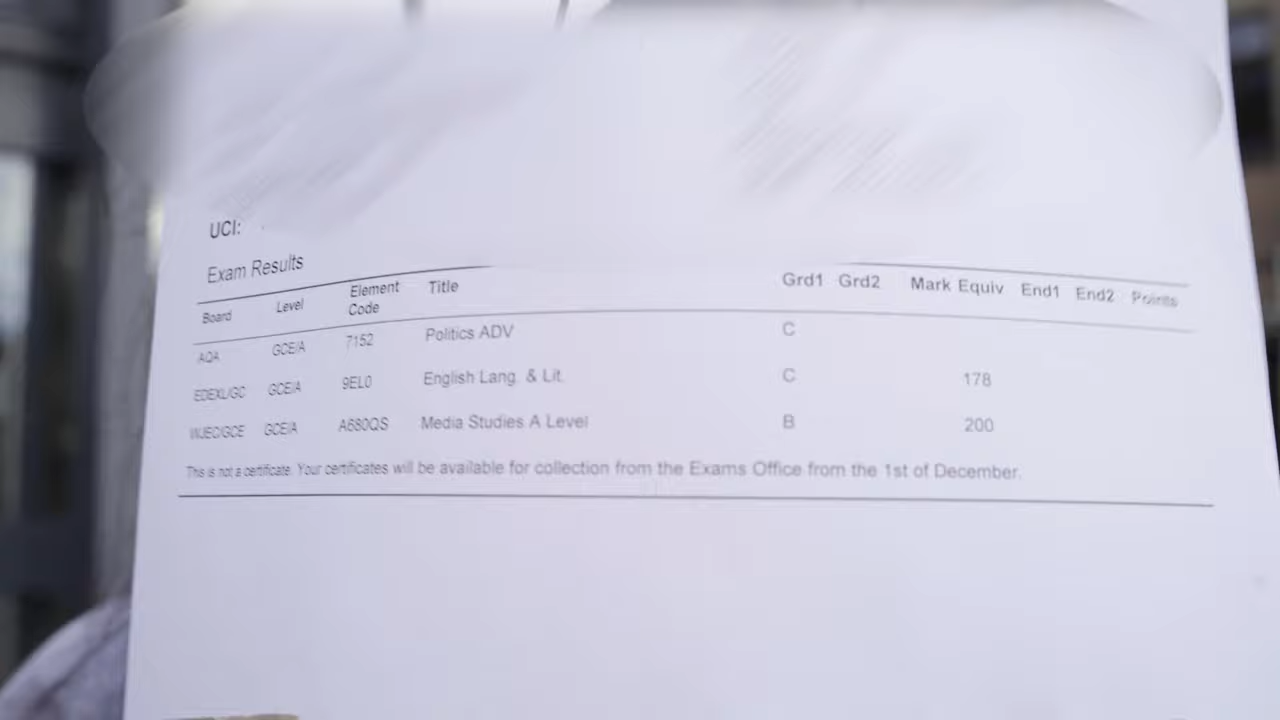 UCI:
Exam Results
Board Level Element Code Title Grd1 Grd2 Mark Equiv End1 End2 Points
AQA GCE/A 7152 Politics ADV C
EDEXL/GC GCE/A 9EL0 English Lang. & Lit. C 178
WJEC/GCE GCE/A A680QS Media Studies A Level B 200
This is not a certificate. Your certificates will be available for collection from the Exams Office from the 1st of December.